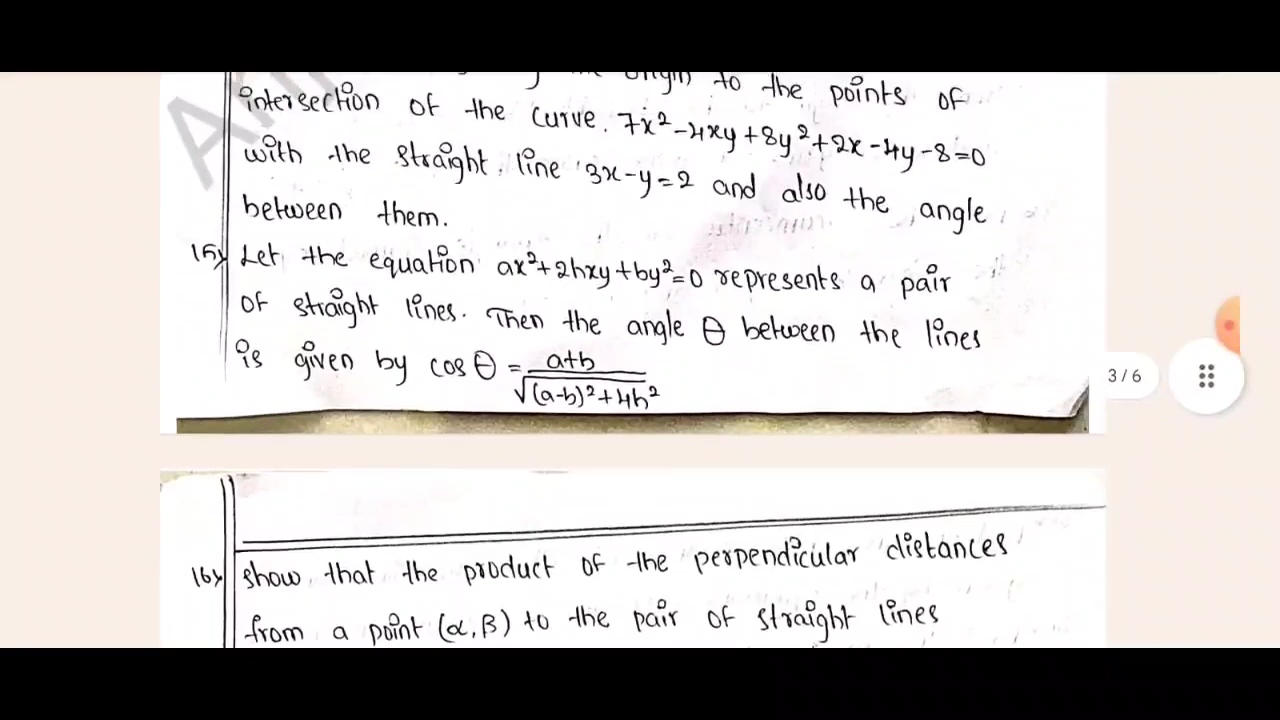 origin to the points of
intersection of the curve. 7x²-4xy+8y²+2x-4y-8=0
with the straight line 3x-y=2 and also the angle
between them.
15) Let the equation ax²+2hxy+by²=0 represents a pair
of straight lines. Then the angle θ between the lines
is given by cos θ = a+b/√(a-b)²+4h²
3/6
16) show that the product of the perpendicular distances
from a point (α,β) to the pair of straight lines